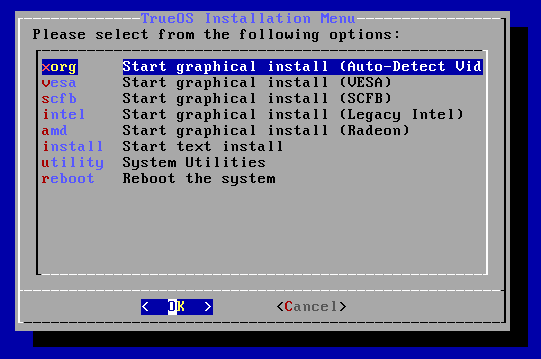 TrueOS Installation Menu
Please select from the following options:
xorg Start graphical install (Auto-Detect Vid
vesa Start graphical install (VESA)
scfb Start graphical install (SCFB)
intel Start graphical install (Legacy Intel)
amd Start graphical install (Radeon)
install Start text install
utility System Utilities
reboot Reboot the system
< OK > <Cancel>